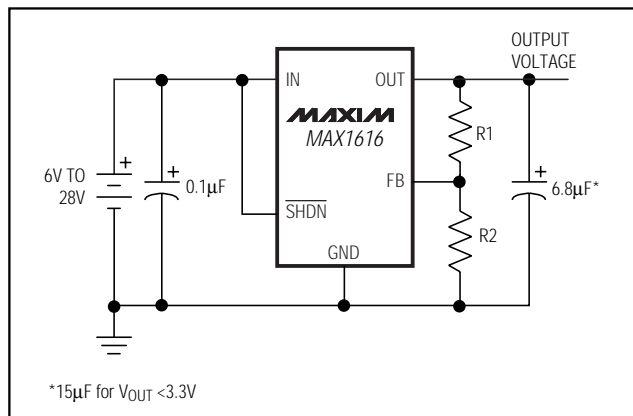 OUTPUT
VOLTAGE
IN
OUT
MAXIM
MAX1616
R1
6V TO
28V
+
+
0.1µF
FB
+
6.8µF*
SHDN
R2
GND
*15µF for VOUT <3.3V